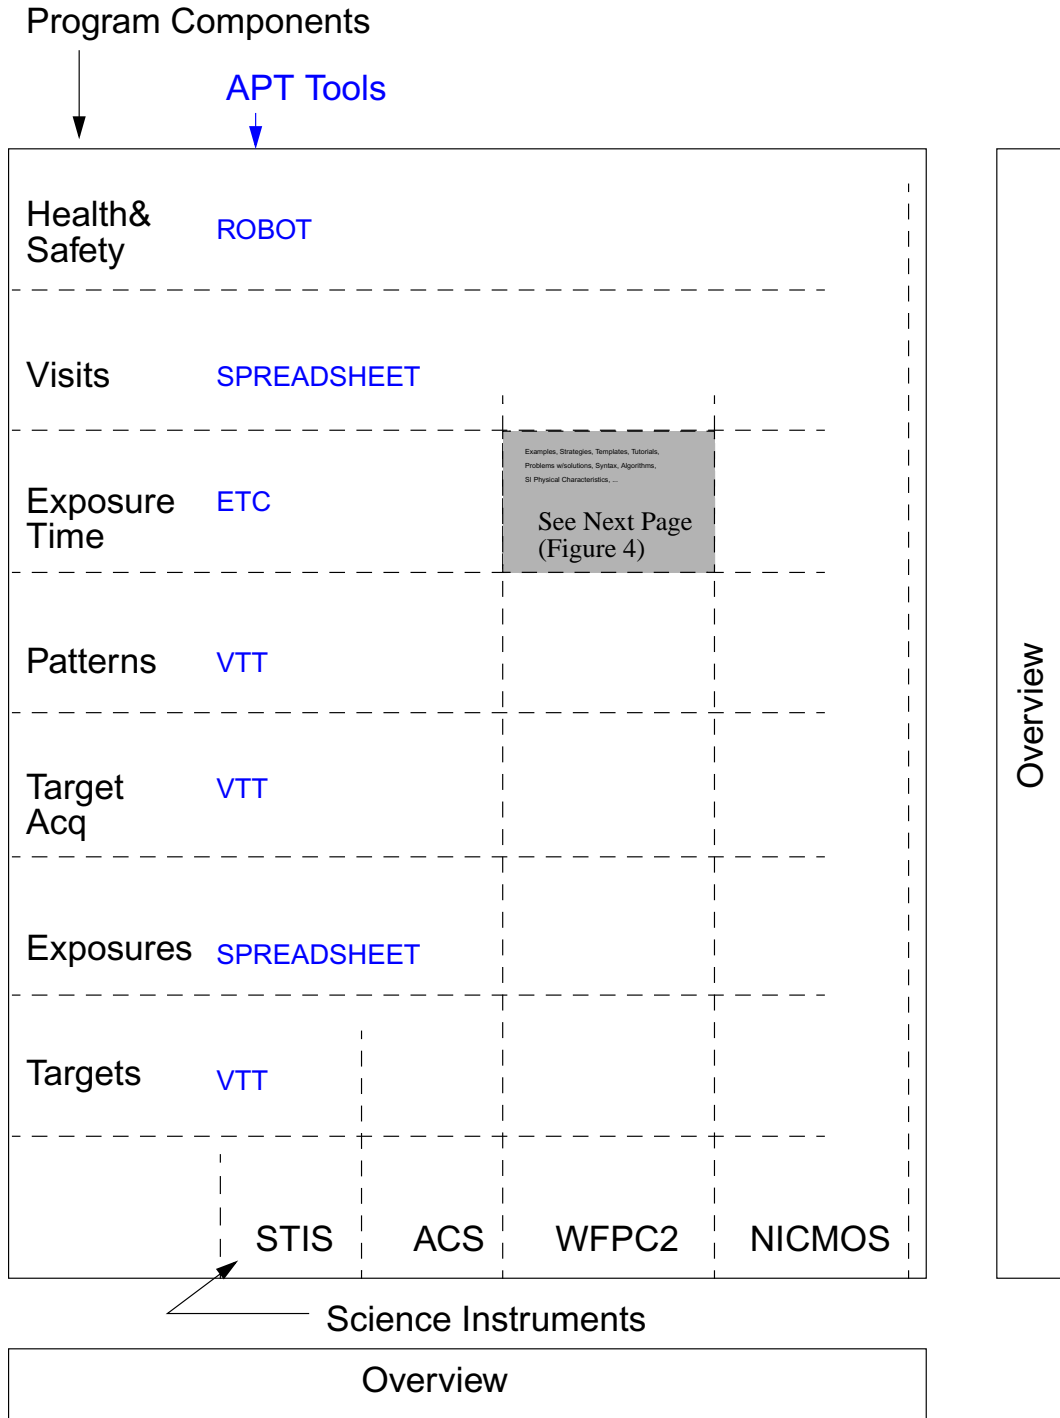 Program Components
APT Tools
Health&
Safety
ROBOT
Visits
SPREADSHEET
Examples, Strategies, Templates, Tutorials,
Problems w/solutions, Syntax, Algorithms,
SI Physical Characteristics, ...
See Next Page
(Figure 4)
Exposure
Time
ETC
Patterns
VTT
Target
Acq
VTT
Exposures
SPREADSHEET
Targets
VTT
STIS
ACS
WFPC2
NICMOS
Science Instruments
Overview
Overview